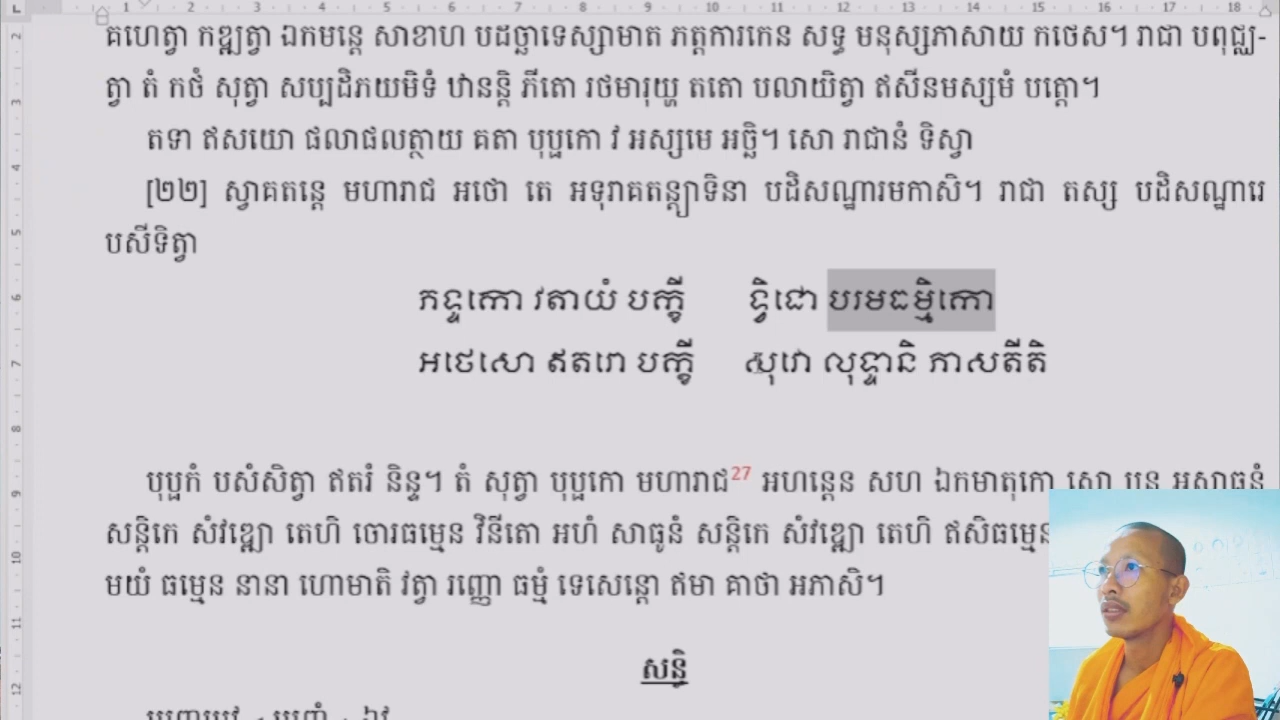 គហេត្វា កឌ្ឍត្វា ឯកមន្តេ សាខាហ បដច្ឆាទេស្សាមាត ភត្តការកេន សទ្ធ មនុស្សភាសាយ កថេស។ រាជា បពុជ្ឈ-
ត្វា តំ កថំ សុត្វា សប្បដិភយមិទំ ឋានន្តិ ភីតោ រថមារុយ្ហ តតោ បលាយិត្វា ឥសីនមស្សមំ បត្តោ។
តទា ឥសយោ ផលាផលត្ថាយ គតា បុប្ផកោ វ អស្សមេ អច្ឆិ។ សោ រាជានំ ទិស្វា
[២២] ស្វាគតន្តេ មហារាជ អថោ តេ អទុរាគតន្ត្យាទិនា បដិសណ្ឋារមកាសិ។ រាជា តស្ស បដិសណ្ឋារេ
បសីទិត្វា
ភទ្ទកោ វតាយំ បក្ខី ទ្វិជោ បរមធម្មិកោ
អថេសោ ឥតរោ បក្ខី សុវោ លុទ្ទានិ ភាសតីតិ
បុប្ផកំ បសំសិត្វា ឥតរំ និន្ទ។ តំ សុត្វា បុប្ផកោ មហារាជ27 អហន្តេន សហ ឯកមាតុកោ សោ បន អសាធូនំ
សន្តិកេ សំវឌ្ឍោ តេហិ ចោរធម្មេន វិនីតោ អហំ សាធូនំ សន្តិកេ សំវឌ្ឍោ តេហិ ឥសិធម្មេន
មយំ ធម្មេន នានា ហោមាតិ វត្វា រញ្ញោ ធម្មំ ទេសេន្តោ ឥមា គាថា អភាសិ។
សន្ធិ